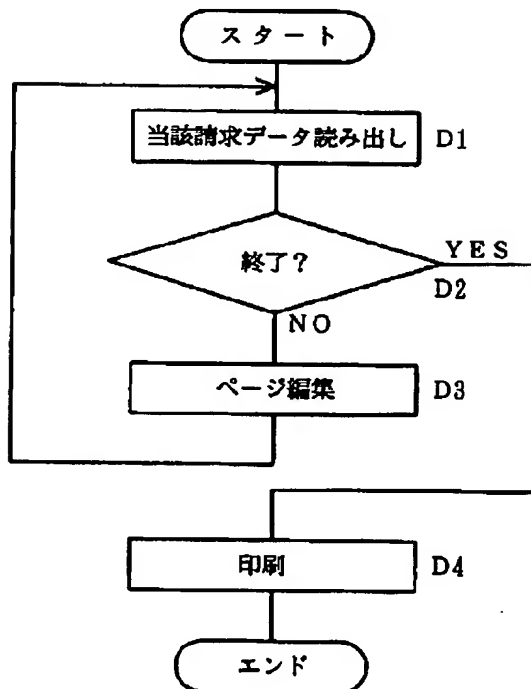 スタート
当該請求データ読み出し D1
終了？ YES
D2
NO
ページ編集 D3
印刷 D4
エンド